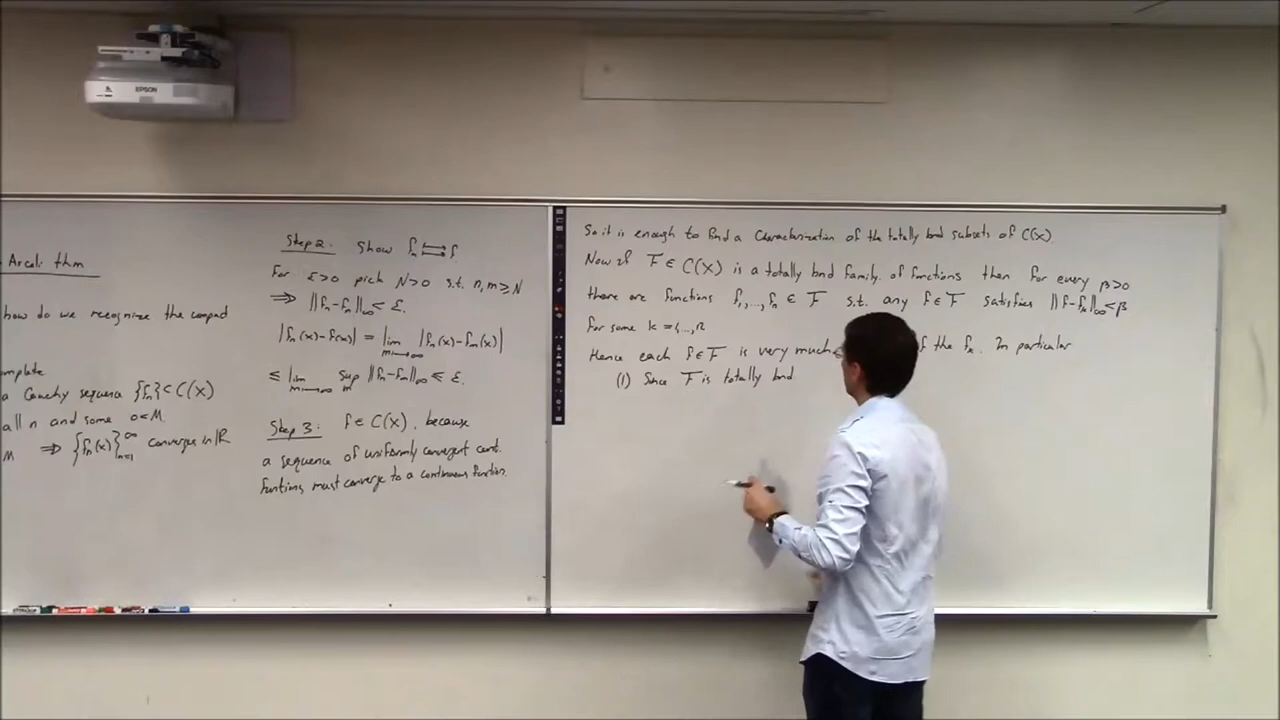 EPSON
Arceli thm
how do we recognize the compact
mplete
a Cauchy sequence {fn} ⊂ C(X)
all n and some 0<M.
M ⟹ {fn(x)}_{n=1}^∞ converge in ℝ
Step 2: Show fn ⇉ f
For ε>0 pick N>0 s.t. n,m ≥ N
⟹ ‖fn-fm‖∞ < ε.
|fn(x)-f(x)| = lim_{m→∞} |fn(x)-fm(x)|
≤ lim_{m→∞} sup_m ‖fn-fm‖∞ ≤ ε.
Step 3: f ∈ C(X), because
a sequence of uniformly convergent cont.
functions must converge to a continuous function.
So it is enough to find a Characterization of the totally bnd subsets of C(X).
Now if F ∈ C(X) is a totally bnd family of functions then for every β>0
there are functions f1,...,fn ∈ F s.t. any f∈F satisfies ‖f-fk‖∞<β
for some k=1,...,n
Hence each f∈F is very much f the fk. In particular
(1) Since F is totally bnd